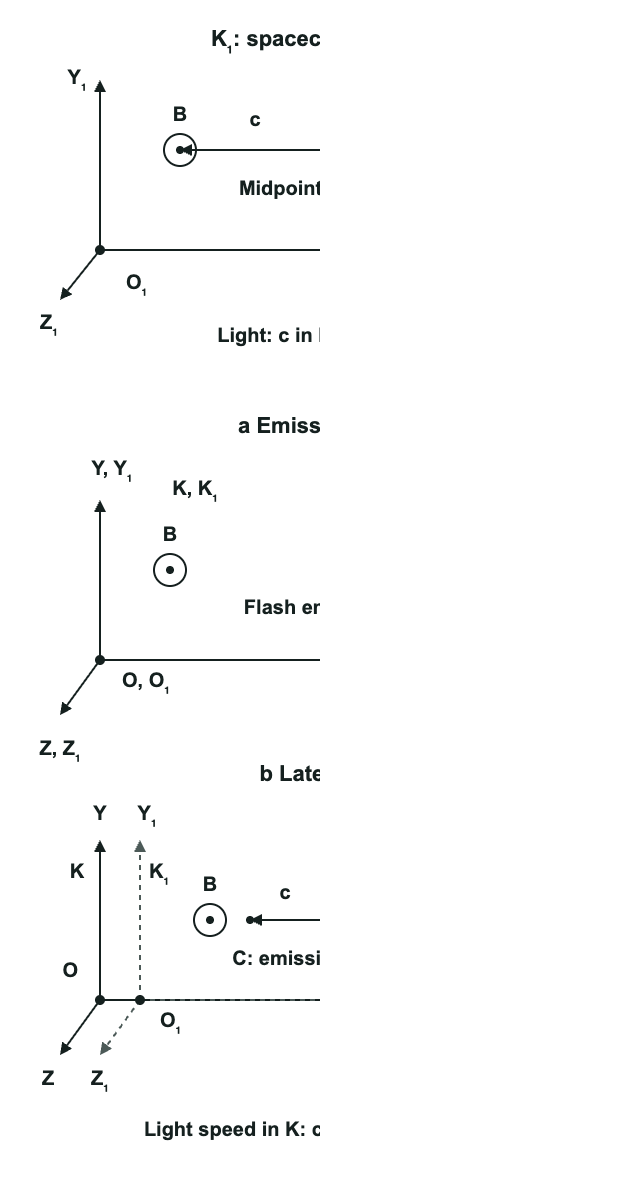 K₁: spacec
Y₁
B
c
Midpoint
O₁
Z₁
Light: c in
a Emiss
Y, Y₁
K, K₁
B
Flash er
O, O₁
Z, Z₁
b Late
Y Y₁
K K₁
B
c
C: emissi
O
O₁
Z Z₁
Light speed in K: c